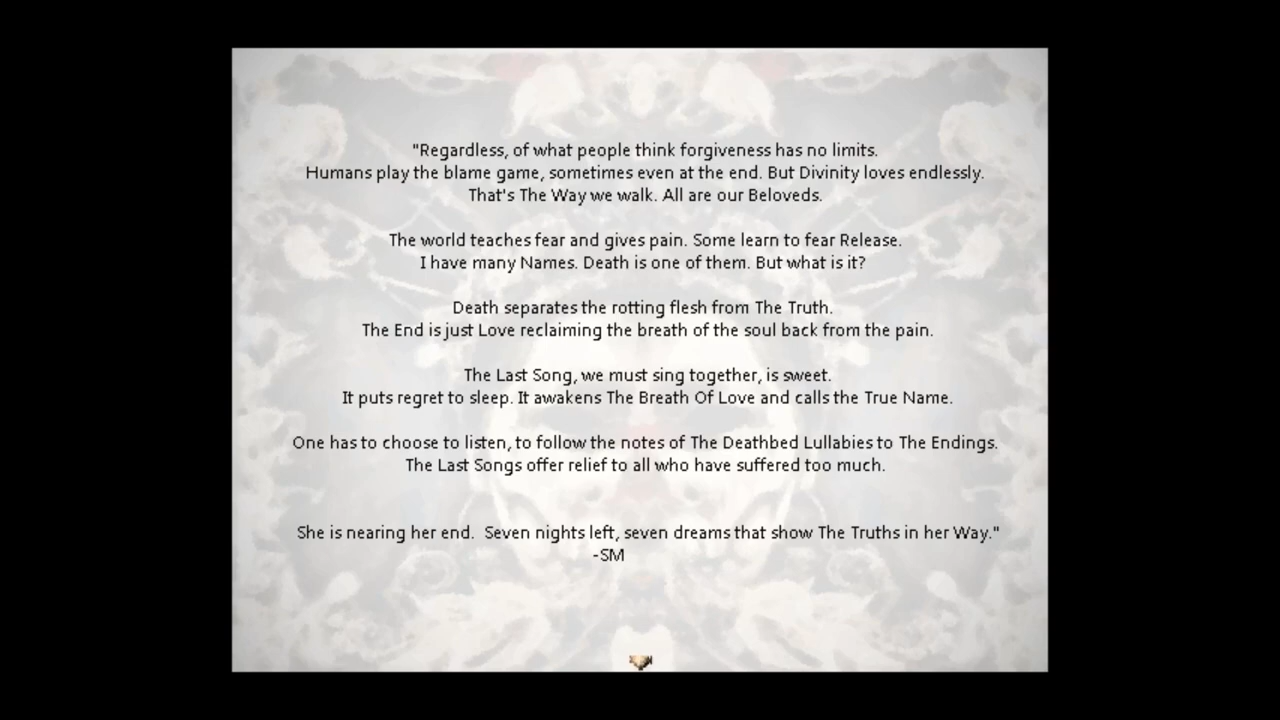 "Regardless, of what people think forgiveness has no limits.
Humans play the blame game, sometimes even at the end. But Divinity loves endlessly.
That's The Way we walk. All are our Beloveds.
The world teaches fear and gives pain. Some learn to fear Release.
I have many Names. Death is one of them. But what is it?
Death separates the rotting flesh from The Truth.
The End is just Love reclaiming the breath of the soul back from the pain.
The Last Song, we must sing together, is sweet.
It puts regret to sleep. It awakens The Breath Of Love and calls the True Name.
One has to choose to listen, to follow the notes of The Deathbed Lullabies to The Endings.
The Last Songs offer relief to all who have suffered too much.
She is nearing her end.  Seven nights left, seven dreams that show The Truths in her Way."
-SM